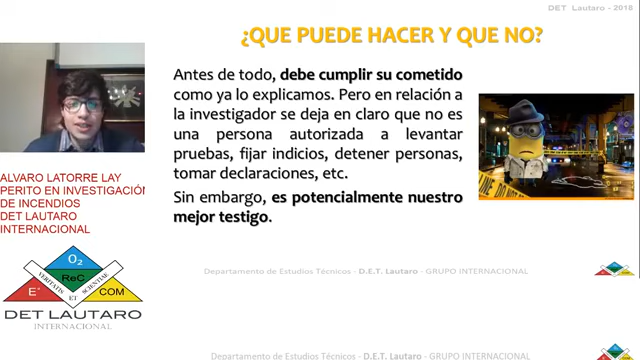 DET Lautaro - 2018
¿QUE PUEDE HACER Y QUE NO?
Antes de todo, debe cumplir su cometido
como ya lo explicamos. Pero en relación a
la investigador se deja en claro que no es
una persona autorizada a levantar
pruebas, fijar indicios, detener personas,
tomar declaraciones, etc.
Sin embargo, es potencialmente nuestro
mejor testigo.
ALVARO LATORRE LAY
PERITO EN INVESTIGACIÓN
DE INCENDIOS
DET LAUTARO
INTERNACIONAL
O₂
ReC
VERITATIS ET SCIENTIAE
E⁺
COM
DET LAUTARO
INTERNACIONAL
Departamento de Estudios Técnicos - D.E.T. Lautaro - GRUPO INTERNACIONAL
Departamento de Estudios Técnicos - D.E.T. Lautaro - GRUPO INTERNACIONAL